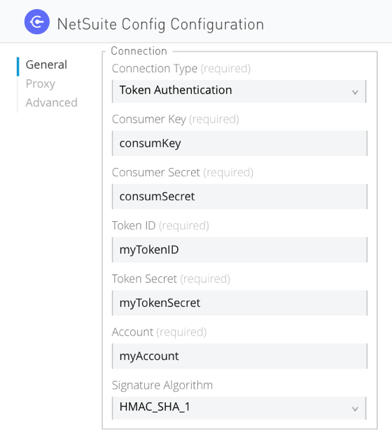 NetSuite Config Configuration
General
Proxy
Advanced
Connection
Connection Type (required)
Token Authentication
Consumer Key (required)
consumKey
Consumer Secret (required)
consumSecret
Token ID (required)
myTokenID
Token Secret (required)
myTokenSecret
Account (required)
myAccount
Signature Algorithm
HMAC_SHA_1